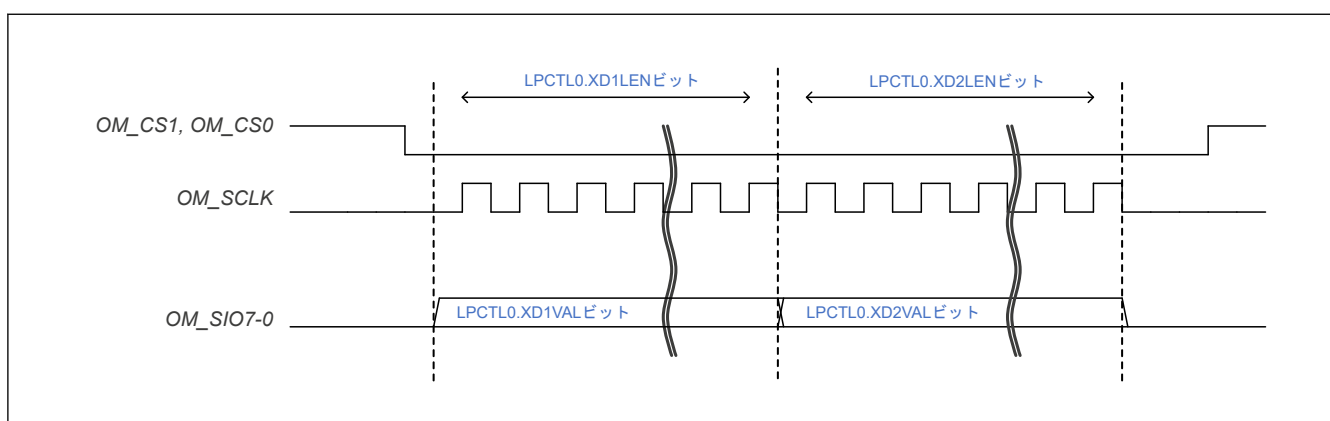 LPCTL0.XD1LENビット
LPCTL0.XD2LENビット
OM_CS1, OM_CS0
OM_SCLK
OM_SIO7-0
LPCTL0.XD1VALビット
LPCTL0.XD2VALビット